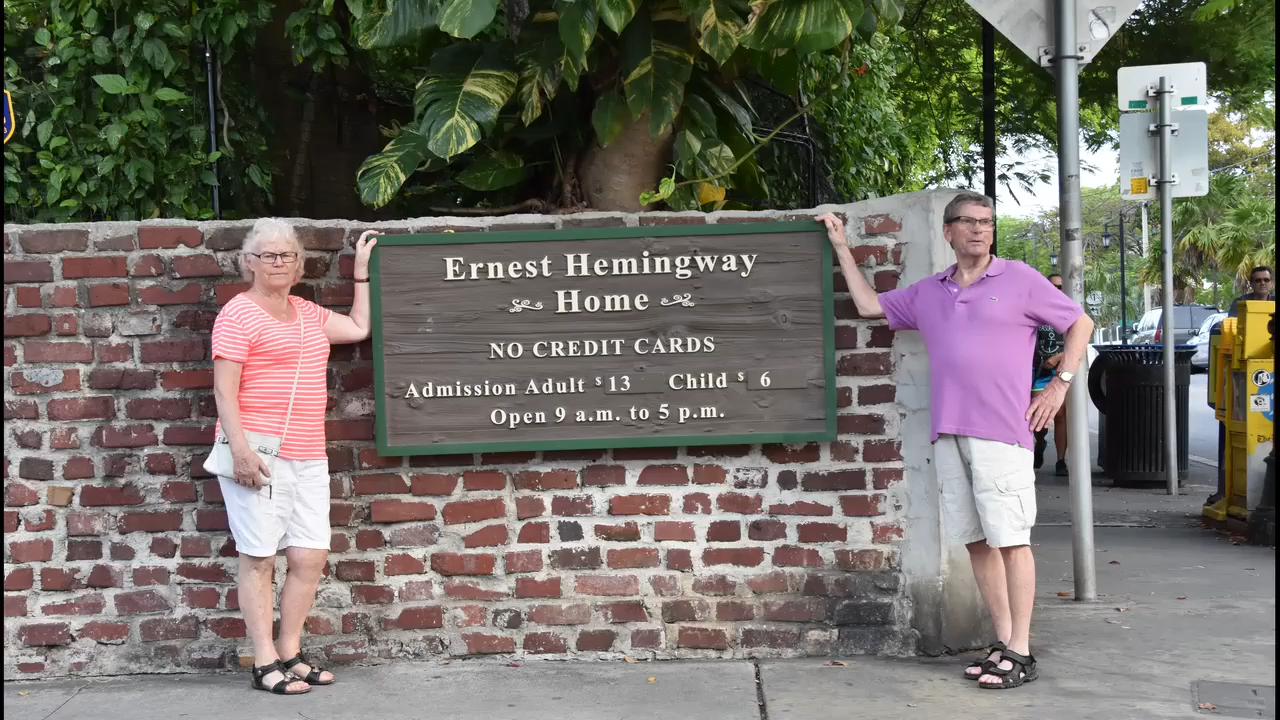 Ernest Hemingway
Home
NO CREDIT CARDS
Admission Adult $13 Child $ 6
Open 9 a.m. to 5 p.m.